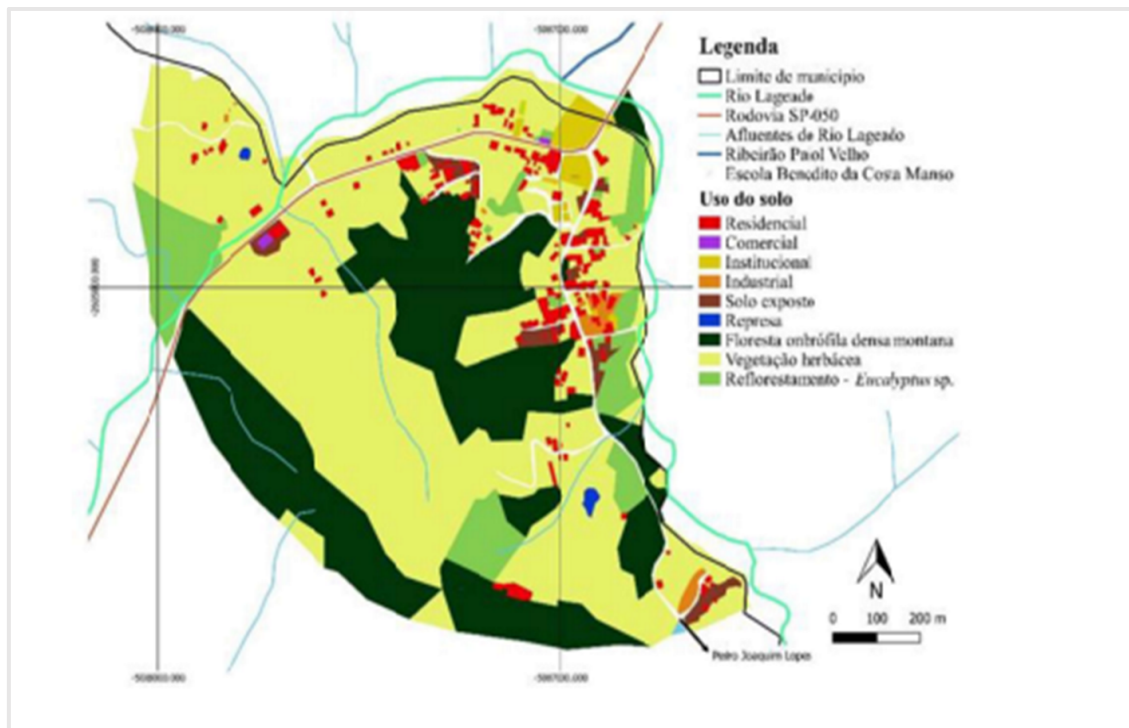 Legenda
Limite de município
Rio Lageado
Rodovia SP-050
Afluentes do Rio Lageado
Ribeirão Paiol Velho
Escola Benedito da Costa Manso
Uso do solo
Residencial
Comercial
Institucional
Industrial
Solo exposto
Represa
Floresta ombrófila densa montana
Vegetação herbácea
Reflorestamento - Eucalyptus sp.
N
0 100 200 m
Pedro Joaquim Lopes